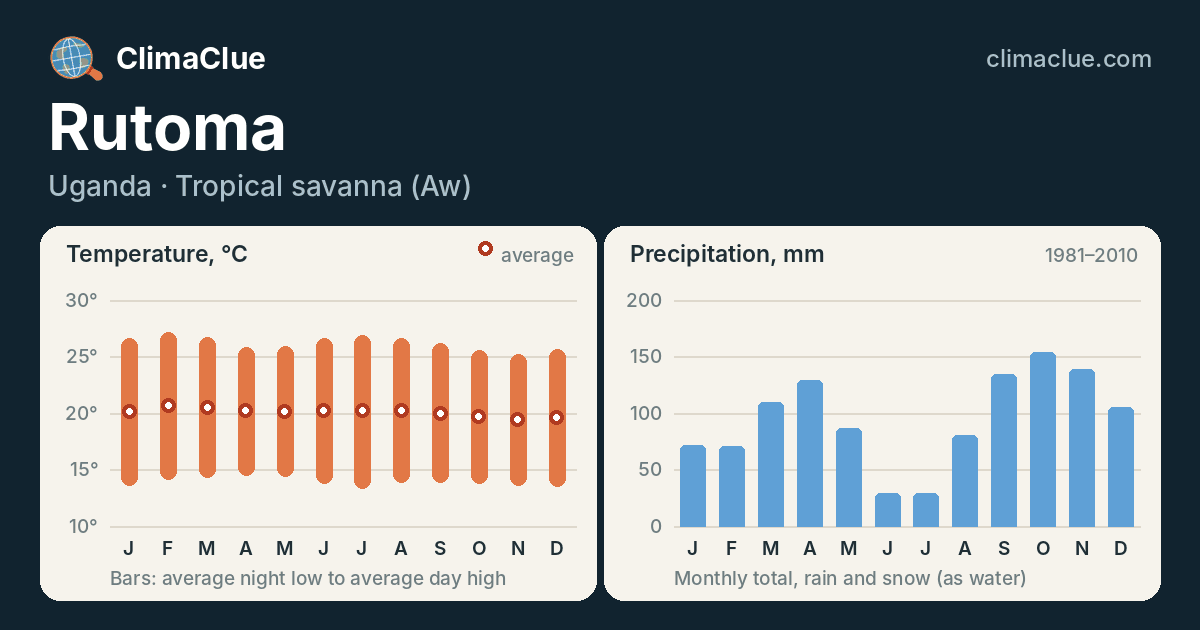 ClimaClue
climaclue.com
Rutoma
Uganda · Tropical savanna (Aw)
Temperature, °C
average
30°
25°
20°
15°
10°
J F M A M J J A S O N D
Bars: average night low to average day high
Precipitation, mm
1981–2010
200
150
100
50
0
J F M A M J J A S O N D
Monthly total, rain and snow (as water)